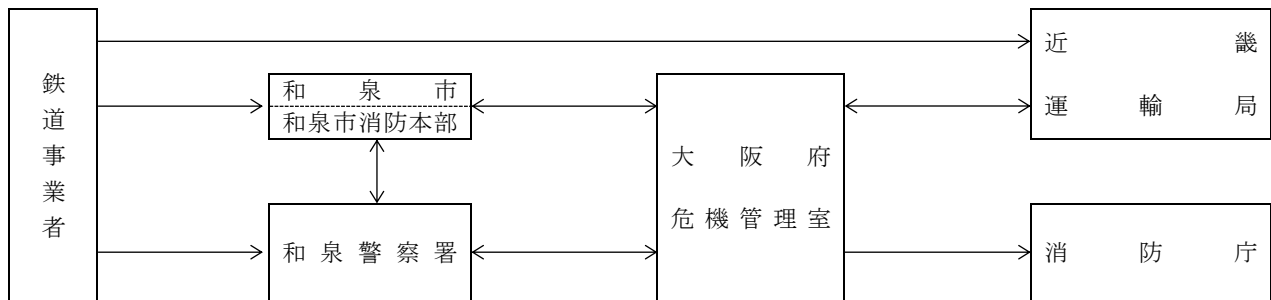 鉄道事業者
和泉市
和泉市消防本部
和泉警察署
大阪府
危機管理室
近畿
運輸局
消防庁